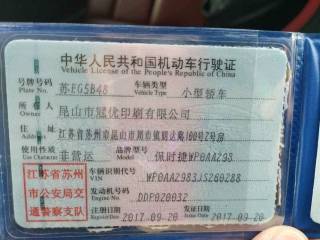 中华人民共和国机动车行驶证
Vehicle License of the People's Republic of China
号牌号码 苏EG5B48 车辆类型 小型轿车
Plate No. Vehicle Type
所有人 昆山市冠优印刷有限公司
Owner
住址 江苏省苏州市昆山市周市镇
Address
使用性质 非营运 品牌型号 保时捷WP0AA298
Use Character Model
江苏省苏州 车辆识别代号 WP0AA2983JS260288
VIN
市公安局交 发动机号码 DDP020032
Engine No.
通警察支队 注册日期 2017-09-20 发证日期 2017-09-20
Register Date Issue Date